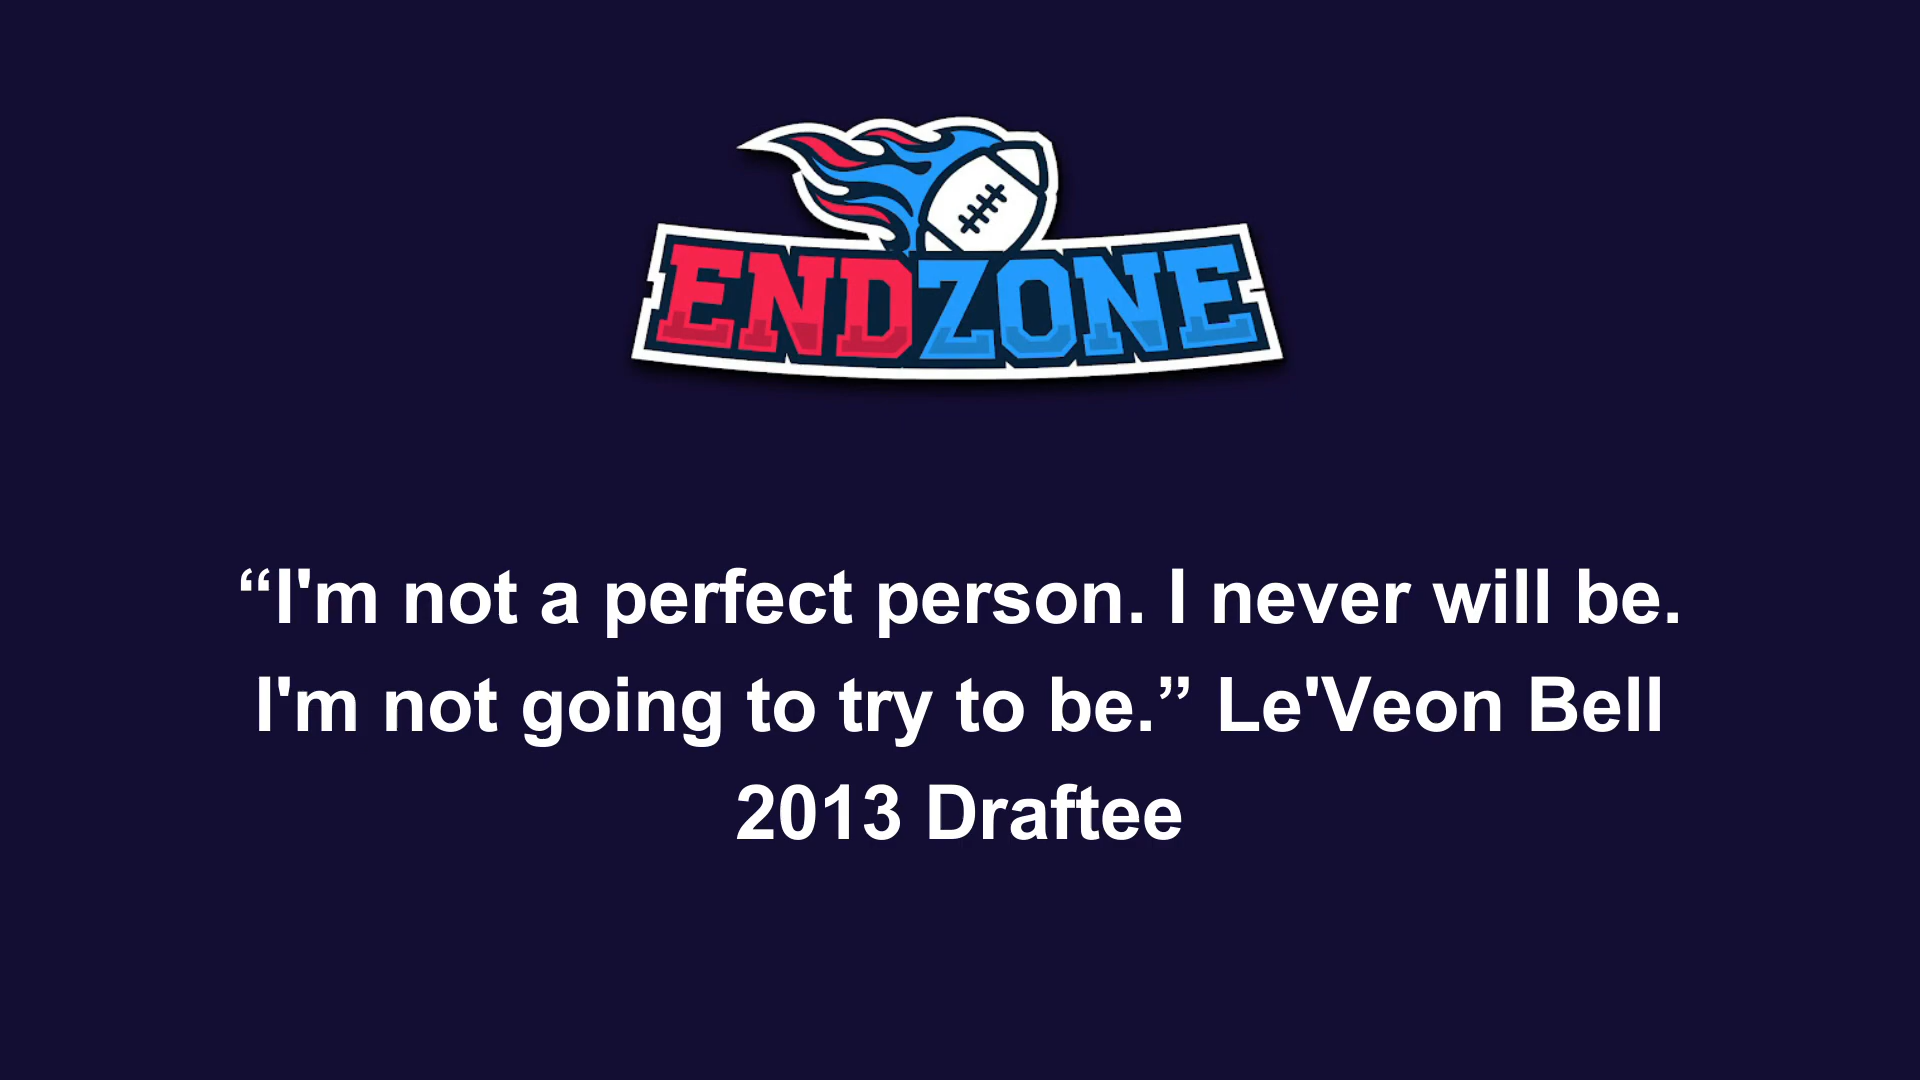 ENDZONE
“I'm not a perfect person. I never will be.
I'm not going to try to be.” Le'Veon Bell
2013 Draftee